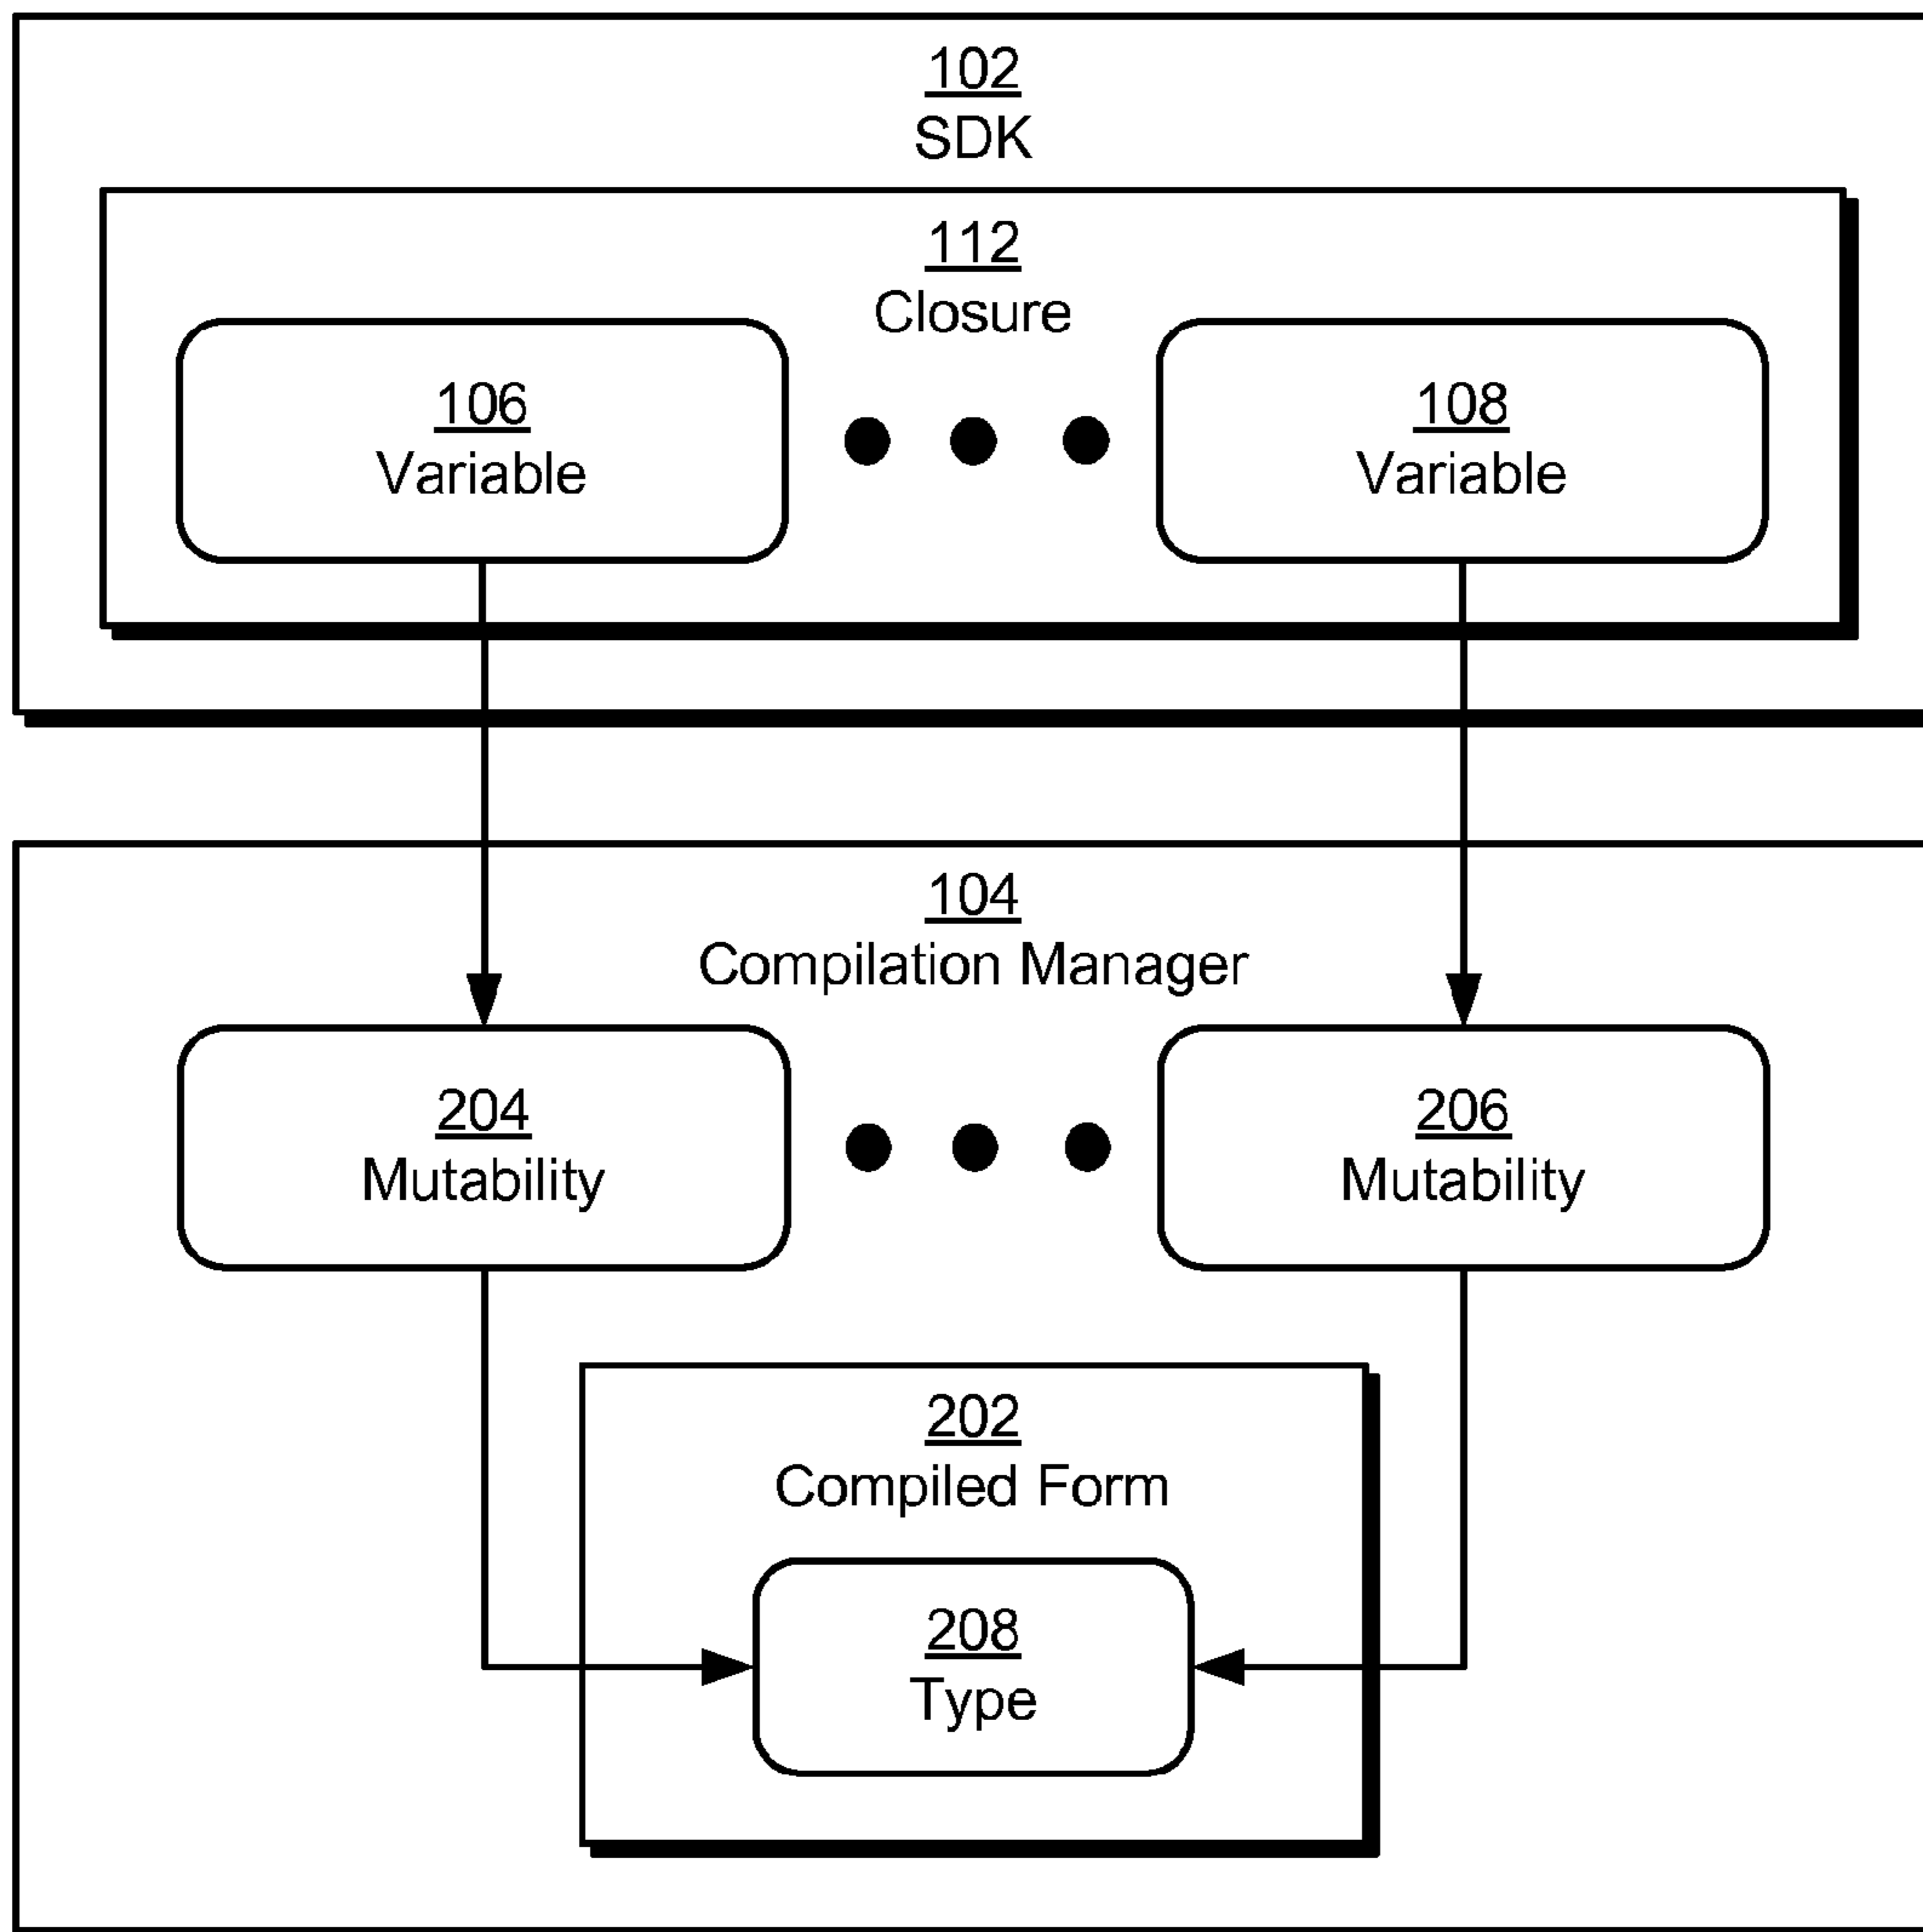 102
SDK
112
Closure
106
Variable
108
Variable
104
Compilation Manager
204
Mutability
206
Mutability
202
Compiled Form
208
Type